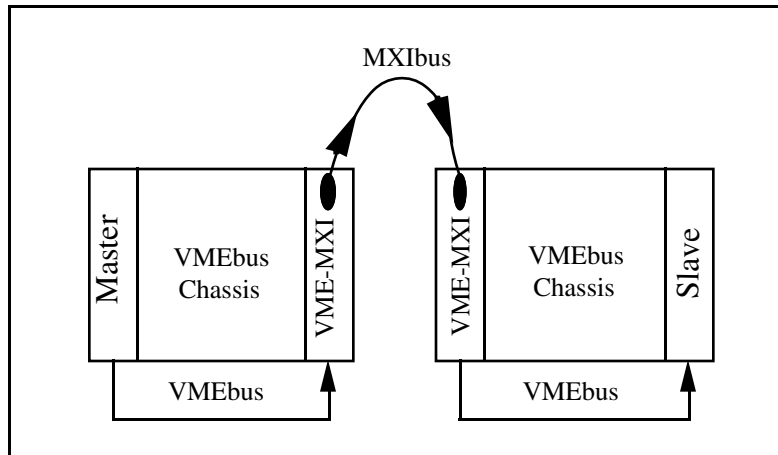 MXIbus
Master
VMEbus
Chassis
VME-MXI
VME-MXI
VMEbus
Chassis
Slave
VMEbus
VMEbus